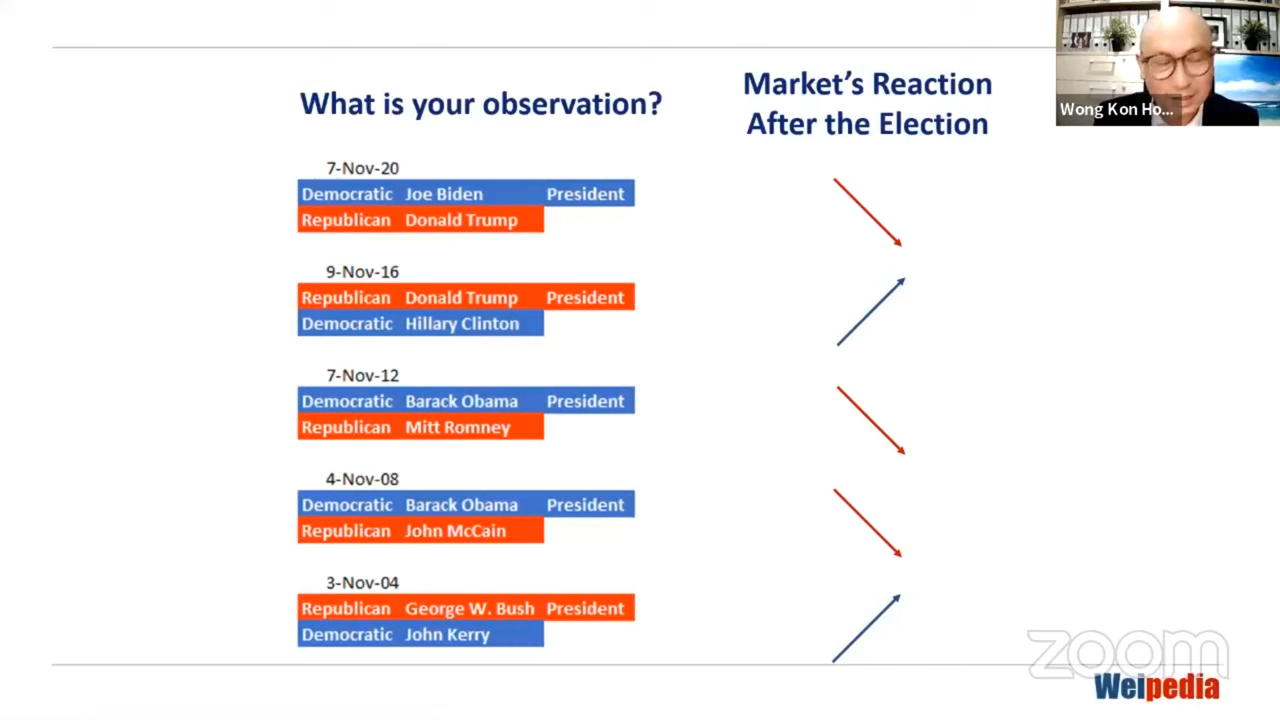 What is your observation?
Market's Reaction
After the Election
Wong Kon Ho...
7-Nov-20
Democratic Joe Biden President
Republican Donald Trump
9-Nov-16
Republican Donald Trump President
Democratic Hillary Clinton
7-Nov-12
Democratic Barack Obama President
Republican Mitt Romney
4-Nov-08
Democratic Barack Obama President
Republican John McCain
3-Nov-04
Republican George W. Bush President
Democratic John Kerry
zoom
Weipedia